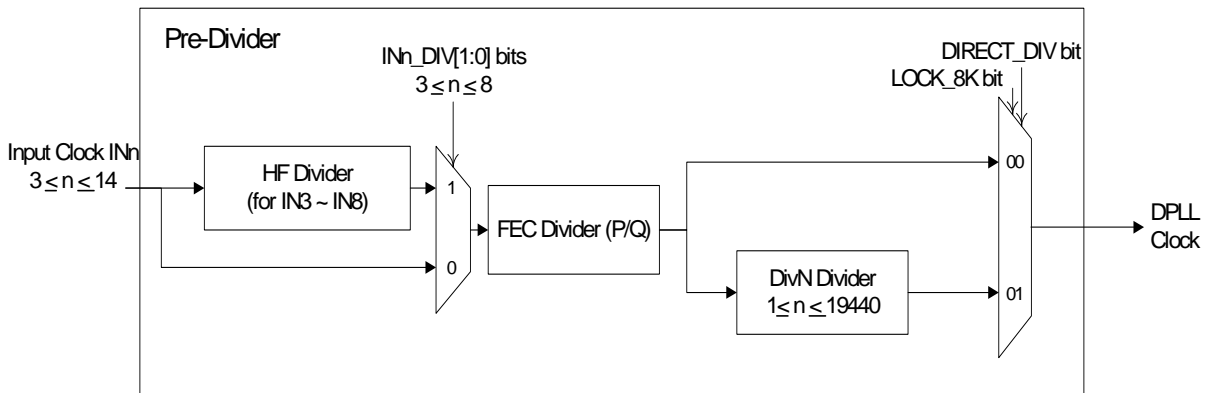 Pre-Divider
INn_DIV[1:0] bits
3 ≤ n ≤ 8
DIRECT_DIV bit
LOCK_8K bit
Input Clock INn
3 ≤ n ≤ 14
HF Divider
(for IN3 ~ IN8)
1
0
FEC Divider (P/Q)
00
DivN Divider
1 ≤ n ≤ 19440
01
DPLL
Clock